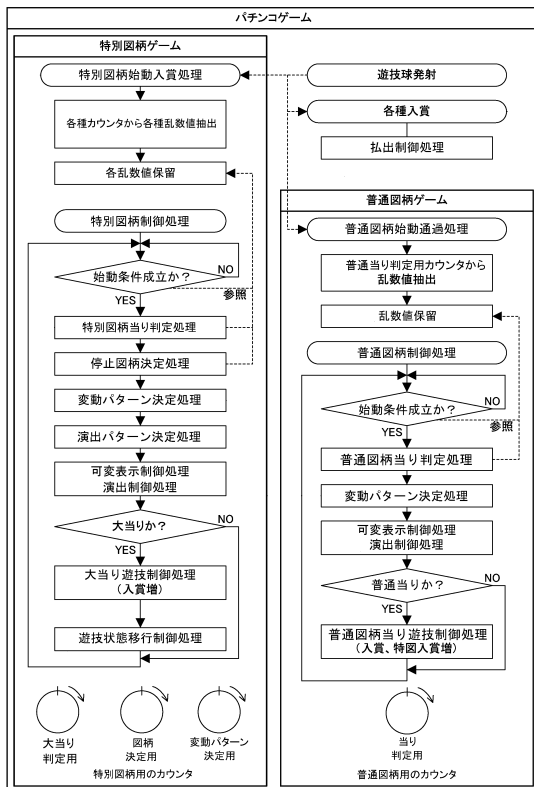 パチンコゲーム
特別図柄ゲーム
特別図柄始動入賞処理
各種カウンタから各種乱数値抽出
各乱数値保留
特別図柄制御処理
始動条件成立か?
NO
YES
参照
特別図柄当り判定処理
停止図柄決定処理
変動パターン決定処理
演出パターン決定処理
可変表示制御処理
演出制御処理
大当りか?
NO
YES
大当り遊技制御処理
(入賞増)
遊技状態移行制御処理
大当り
判定用
図柄
決定用
変動パターン
決定用
特別図柄用のカウンタ
遊技球発射
各種入賞
払出制御処理
普通図柄ゲーム
普通図柄始動通過処理
普通当り判定用カウンタから
乱数値抽出
乱数値保留
普通図柄制御処理
始動条件成立か?
NO
YES
参照
普通図柄当り判定処理
変動パターン決定処理
可変表示制御処理
演出制御処理
普通当りか?
NO
YES
普通図柄当り遊技制御処理
(入賞、特図入賞増)
当り
判定用
普通図柄用のカウンタ